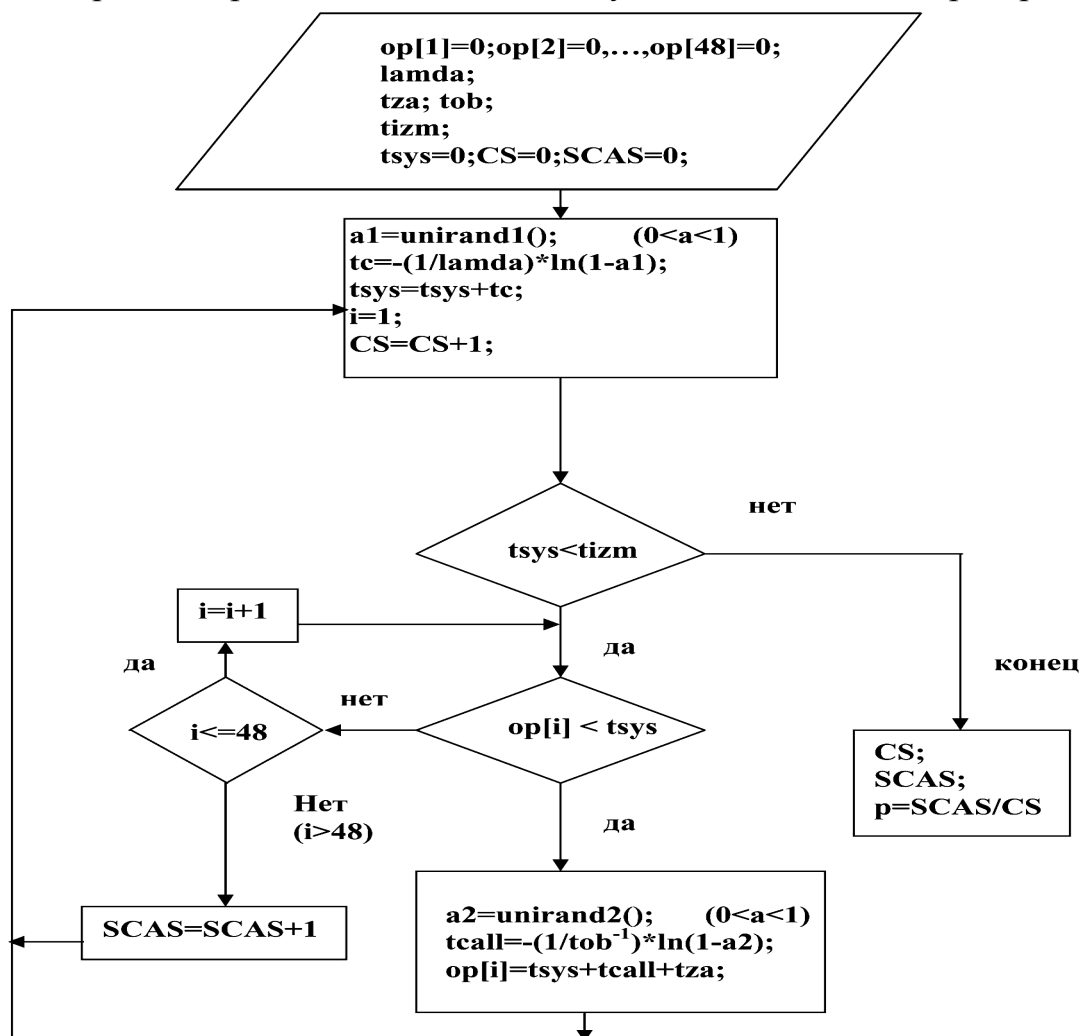 op[1]=0;op[2]=0,…,op[48]=0;
lamda;
tza; tob;
tizm;
tsys=0;CS=0;SCAS=0;
a1=unirand1(); (0<a<1)
tc=-(1/lamda)*ln(1-a1);
tsys=tsys+tc;
i=1;
CS=CS+1;
нет
tsys<tizm
i=i+1
да
да
конец
нет
i<=48
op[i] < tsys
CS;
SCAS;
p=SCAS/CS
Нет
(i>48)
да
SCAS=SCAS+1
a2=unirand2(); (0<a<1)
tcall=-(1/tob⁻¹)*ln(1-a2);
op[i]=tsys+tcall+tza;